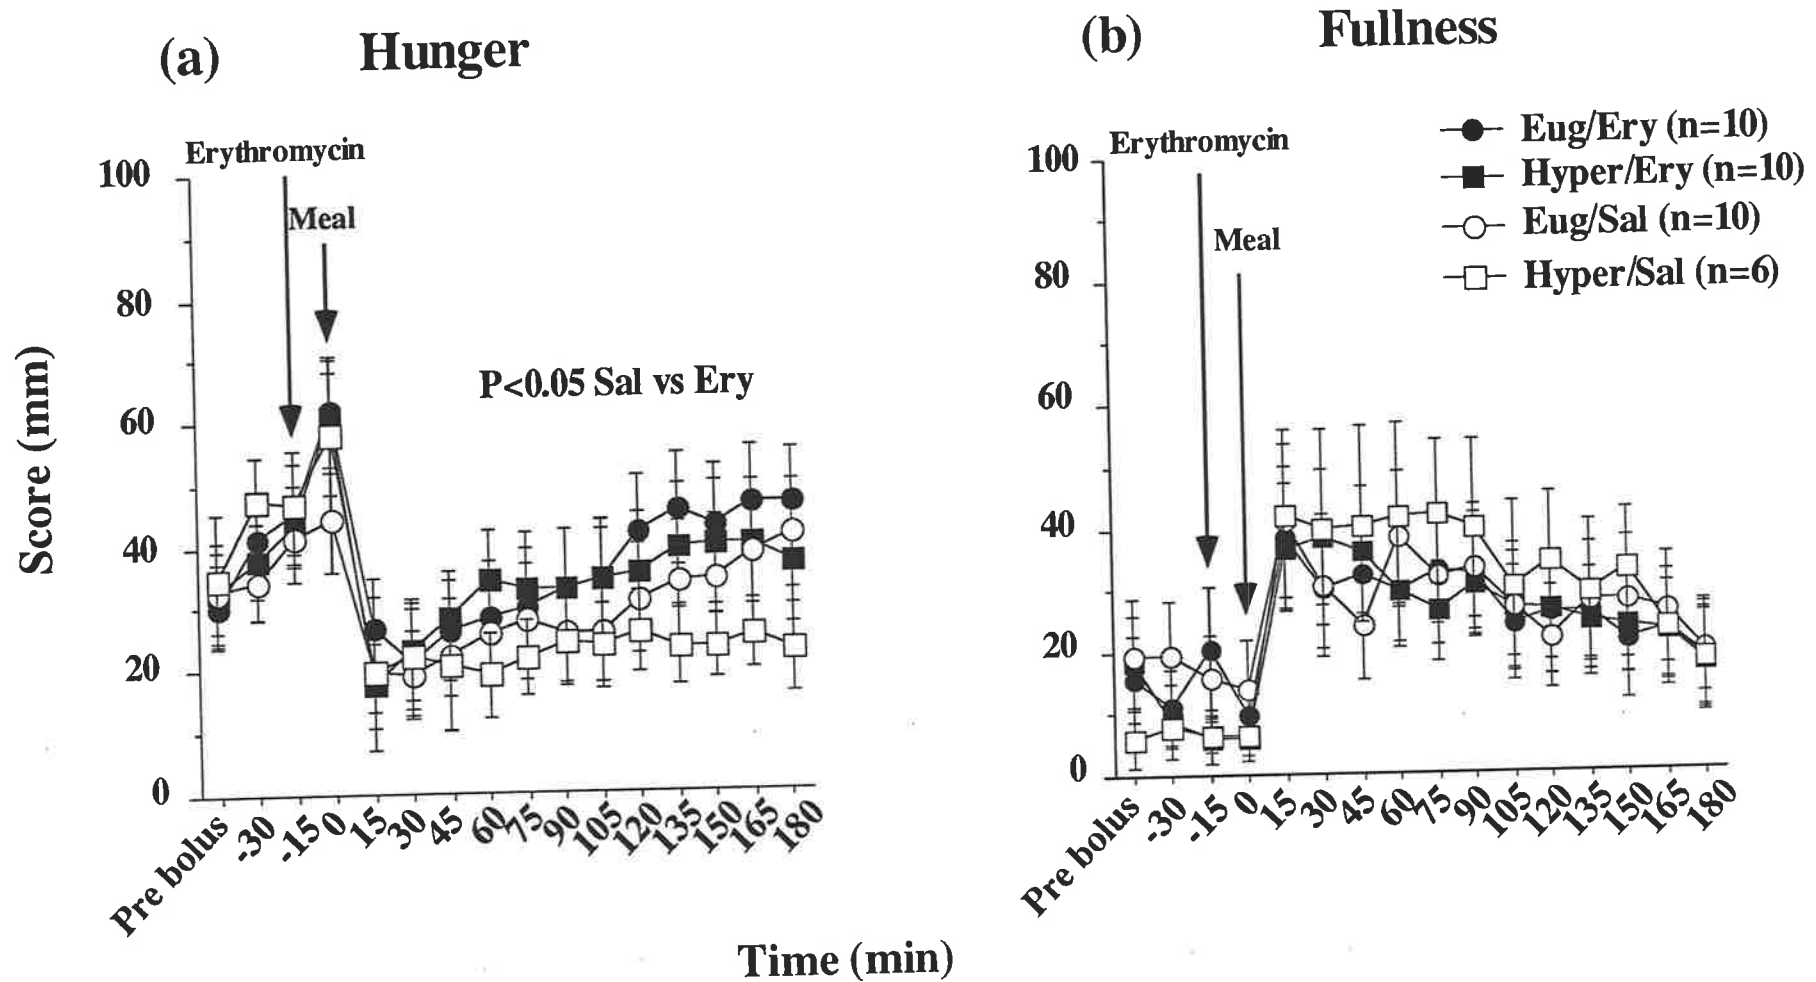 (a) Hunger
Erythromycin
Meal
100
80
60
40
20
0
Score (mm)
P<0.05 Sal vs Ery
Pre bolus -30 -15 0 15 30 45 60 75 90 105 120 135 150 165 180
(b) Fullness
Erythromycin
Meal
100
80
60
40
20
0
Eug/Ery (n=10)
Hyper/Ery (n=10)
Eug/Sal (n=10)
Hyper/Sal (n=6)
Pre bolus -30 -15 0 15 30 45 60 75 90 105 120 135 150 165 180
Time (min)